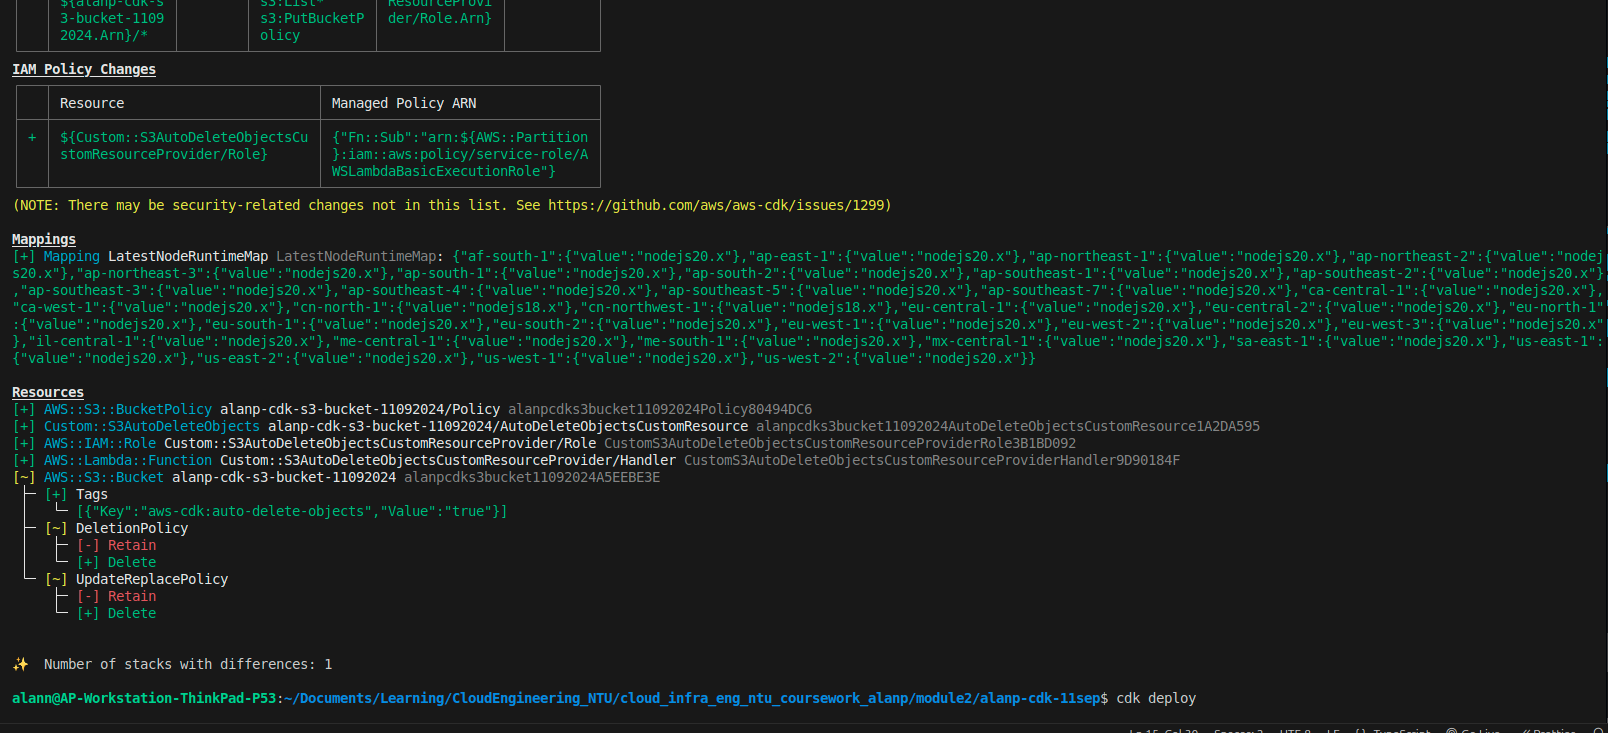 ${alanp-cdk-s s3:List* ResourceProvi
3-bucket-1109 s3:PutBucketP der/Role.Arn}
2024.Arn}/* olicy
IAM Policy Changes
Resource Managed Policy ARN
+ ${Custom::S3AutoDeleteObjectsCu {"Fn::Sub":"arn:${AWS::Partition
stomResourceProvider/Role} }:iam::aws:policy/service-role/A
WSLambdaBasicExecutionRole"}
(NOTE: There may be security-related changes not in this list. See https://github.com/aws/aws-cdk/issues/1299)
Mappings
[+] Mapping LatestNodeRuntimeMap LatestNodeRuntimeMap: {"af-south-1":{"value":"nodejs20.x"},"ap-east-1":{"value":"nodejs20.x"},"ap-northeast-1":{"value":"nodejs20.x"},"ap-northeast-2":{"value":"nodej
s20.x"},"ap-northeast-3":{"value":"nodejs20.x"},"ap-south-1":{"value":"nodejs20.x"},"ap-south-2":{"value":"nodejs20.x"},"ap-southeast-1":{"value":"nodejs20.x"},"ap-southeast-2":{"value":"nodejs20.x"}
,"ap-southeast-3":{"value":"nodejs20.x"},"ap-southeast-4":{"value":"nodejs20.x"},"ap-southeast-5":{"value":"nodejs20.x"},"ap-southeast-7":{"value":"nodejs20.x"},"ca-central-1":{"value":"nodejs20.x"},
"ca-west-1":{"value":"nodejs20.x"},"cn-north-1":{"value":"nodejs18.x"},"cn-northwest-1":{"value":"nodejs18.x"},"eu-central-1":{"value":"nodejs20.x"},"eu-central-2":{"value":"nodejs20.x"},"eu-north-1"
:{"value":"nodejs20.x"},"eu-south-1":{"value":"nodejs20.x"},"eu-south-2":{"value":"nodejs20.x"},"eu-west-1":{"value":"nodejs20.x"},"eu-west-2":{"value":"nodejs20.x"},"eu-west-3":{"value":"nodejs20.x"
},"il-central-1":{"value":"nodejs20.x"},"me-central-1":{"value":"nodejs20.x"},"me-south-1":{"value":"nodejs20.x"},"mx-central-1":{"value":"nodejs20.x"},"sa-east-1":{"value":"nodejs20.x"},"us-east-1":
{"value":"nodejs20.x"},"us-east-2":{"value":"nodejs20.x"},"us-west-1":{"value":"nodejs20.x"},"us-west-2":{"value":"nodejs20.x"}}
Resources
[+] AWS::S3::BucketPolicy alanp-cdk-s3-bucket-11092024/Policy alanpcdks3bucket11092024Policy80494DC6
[+] Custom::S3AutoDeleteObjects alanp-cdk-s3-bucket-11092024/AutoDeleteObjectsCustomResource alanpcdks3bucket11092024AutoDeleteObjectsCustomResource1A2DA595
[+] AWS::IAM::Role Custom::S3AutoDeleteObjectsCustomResourceProvider/Role CustomS3AutoDeleteObjectsCustomResourceProviderRole3B1BD092
[+] AWS::Lambda::Function Custom::S3AutoDeleteObjectsCustomResourceProvider/Handler CustomS3AutoDeleteObjectsCustomResourceProviderHandler9D90184F
[~] AWS::S3::Bucket alanp-cdk-s3-bucket-11092024 alanpcdks3bucket11092024A5EEBE3E
[+] Tags
[{"Key":"aws-cdk:auto-delete-objects","Value":"true"}]
[~] DeletionPolicy
[-] Retain
[+] Delete
[~] UpdateReplacePolicy
[-] Retain
[+] Delete
✨ Number of stacks with differences: 1
alann@AP-Workstation-ThinkPad-P53:~/Documents/Learning/CloudEngineering_NTU/cloud_infra_eng_ntu_coursework_alanp/module2/alanp-cdk-11sep$ cdk deploy